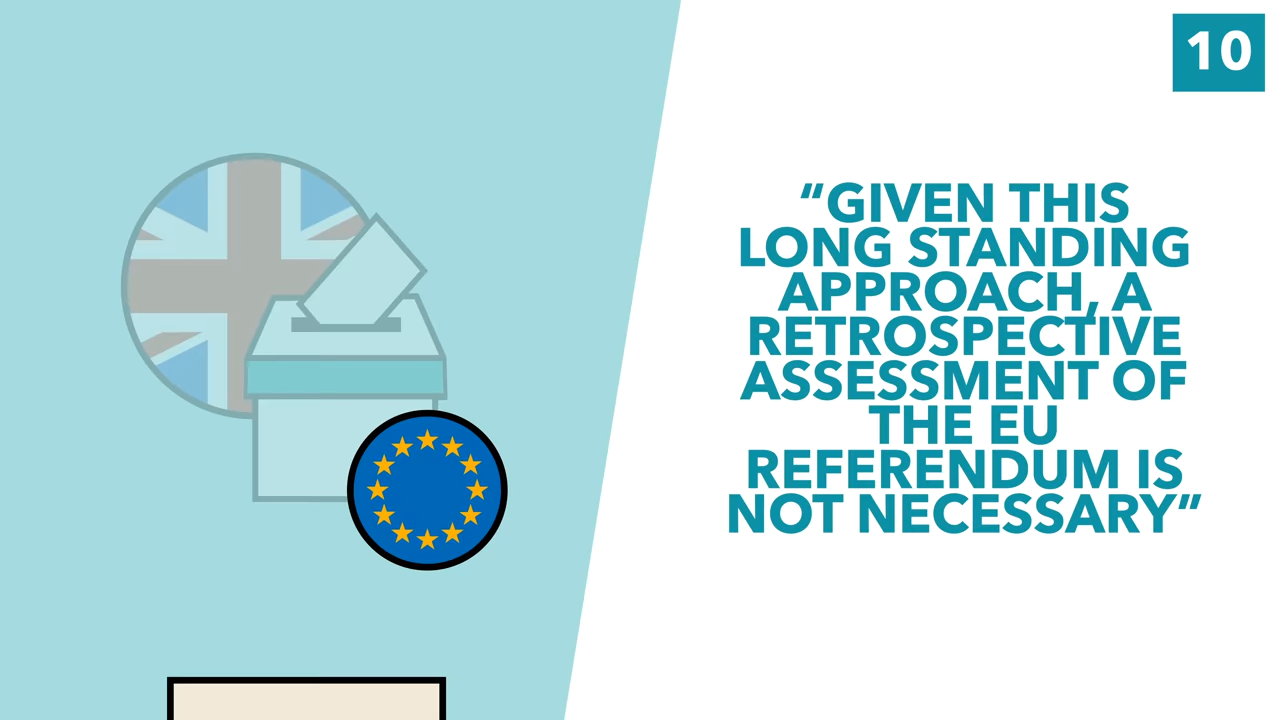 10
“GIVEN THIS
LONG STANDING
APPROACH, A
RETROSPECTIVE
ASSESSMENT OF
THE EU
REFERENDUM IS
NOT NECESSARY”